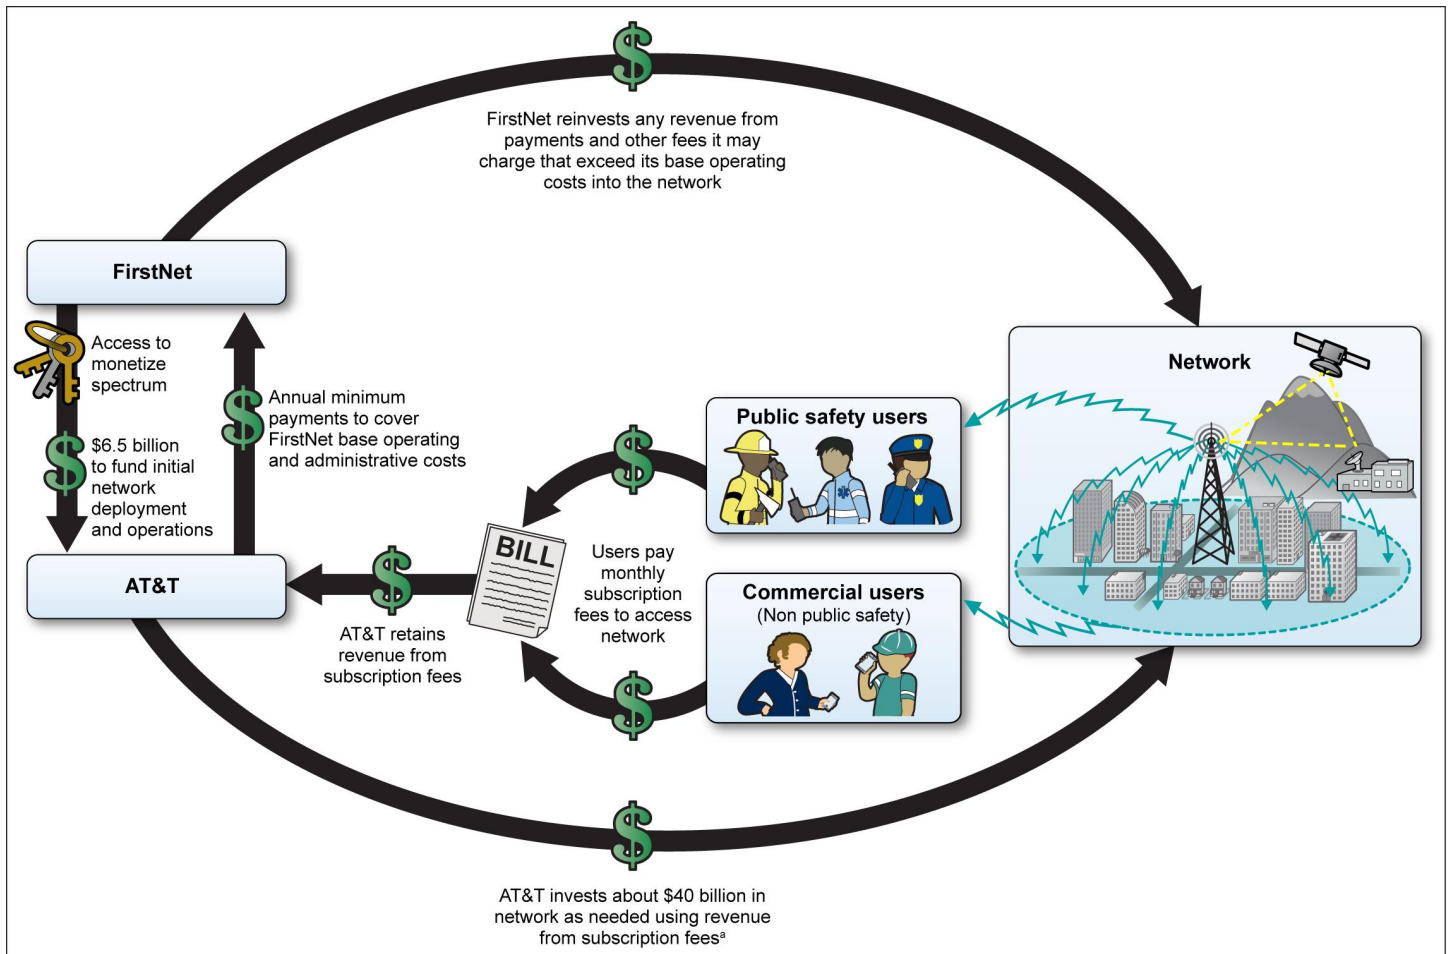 FirstNet reinvests any revenue from
payments and other fees it may
charge that exceed its base operating
costs into the network
FirstNet
Access to
monetize
spectrum
$6.5 billion
to fund initial
network
deployment
and operations
Annual minimum
payments to cover
FirstNet base operating
and administrative costs
AT&T
AT&T retains
revenue from
subscription fees
BILL
Users pay
monthly
subscription
fees to access
network
Public safety users
Commercial users
(Non public safety)
Network
AT&T invests about $40 billion in
network as needed using revenue
from subscription feesᵃ